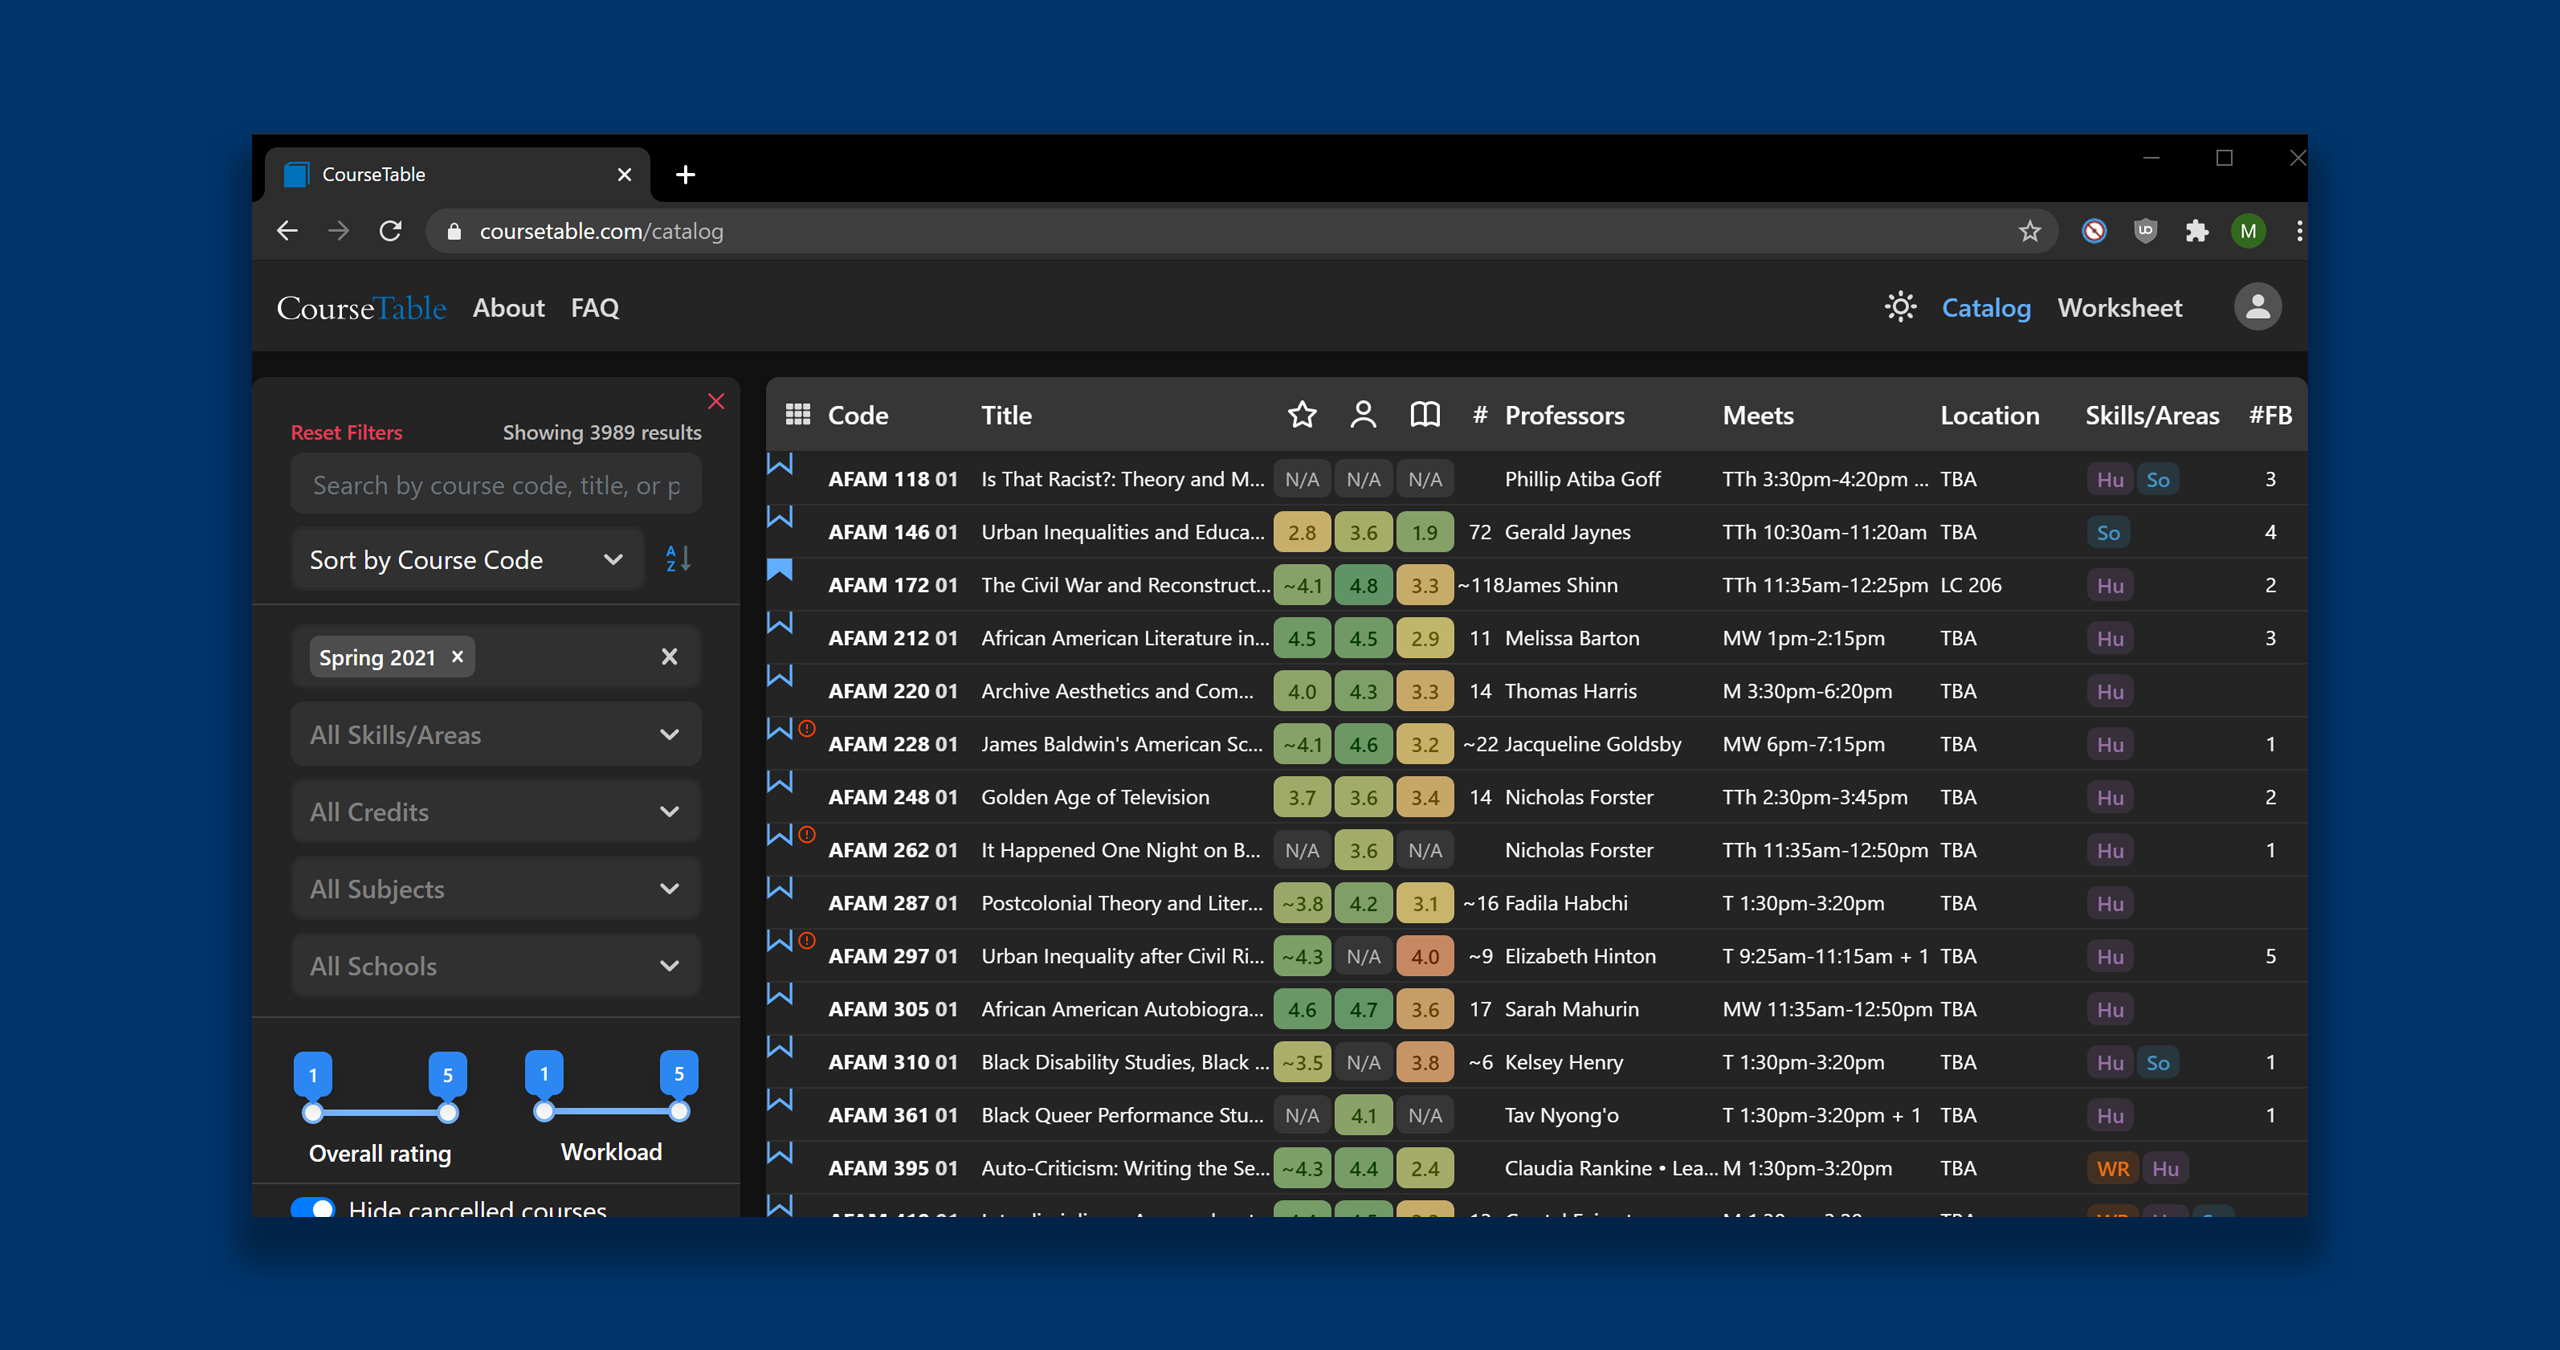 CourseTable
coursetable.com/catalog
M
CourseTable About FAQ
Catalog Worksheet
Reset Filters Showing 3989 results
Search by course code, title, or p
Sort by Course Code
A
Z
Spring 2021
All Skills/Areas
All Credits
All Subjects
All Schools
1 5 1 5
Overall rating Workload
Hide cancelled courses
Code Title # Professors Meets Location Skills/Areas #FB
AFAM 118 01 Is That Racist?: Theory and M... N/A N/A N/A Phillip Atiba Goff TTh 3:30pm-4:20pm ... TBA Hu So 3
AFAM 146 01 Urban Inequalities and Educa... 2.8 3.6 1.9 72 Gerald Jaynes TTh 10:30am-11:20am TBA So 4
AFAM 172 01 The Civil War and Reconstruct... ~4.1 4.8 3.3 ~118 James Shinn TTh 11:35am-12:25pm LC 206 Hu 2
AFAM 212 01 African American Literature in... 4.5 4.5 2.9 11 Melissa Barton MW 1pm-2:15pm TBA Hu 3
AFAM 220 01 Archive Aesthetics and Com... 4.0 4.3 3.3 14 Thomas Harris M 3:30pm-6:20pm TBA Hu
AFAM 228 01 James Baldwin's American Sc... ~4.1 4.6 3.2 ~22 Jacqueline Goldsby MW 6pm-7:15pm TBA Hu 1
AFAM 248 01 Golden Age of Television 3.7 3.6 3.4 14 Nicholas Forster TTh 2:30pm-3:45pm TBA Hu 2
AFAM 262 01 It Happened One Night on B... N/A 3.6 N/A Nicholas Forster TTh 11:35am-12:50pm TBA Hu 1
AFAM 287 01 Postcolonial Theory and Liter... ~3.8 4.2 3.1 ~16 Fadila Habchi T 1:30pm-3:20pm TBA Hu
AFAM 297 01 Urban Inequality after Civil Ri... ~4.3 N/A 4.0 ~9 Elizabeth Hinton T 9:25am-11:15am + 1 TBA Hu 5
AFAM 305 01 African American Autobiogra... 4.6 4.7 3.6 17 Sarah Mahurin MW 11:35am-12:50pm TBA Hu
AFAM 310 01 Black Disability Studies, Black ... ~3.5 N/A 3.8 ~6 Kelsey Henry T 1:30pm-3:20pm TBA Hu So 1
AFAM 361 01 Black Queer Performance Stu... N/A 4.1 N/A Tav Nyong'o T 1:30pm-3:20pm + 1 TBA Hu 1
AFAM 395 01 Auto-Criticism: Writing the Se... ~4.3 4.4 2.4 Claudia Rankine • Lea... M 1:30pm-3:20pm TBA WR Hu